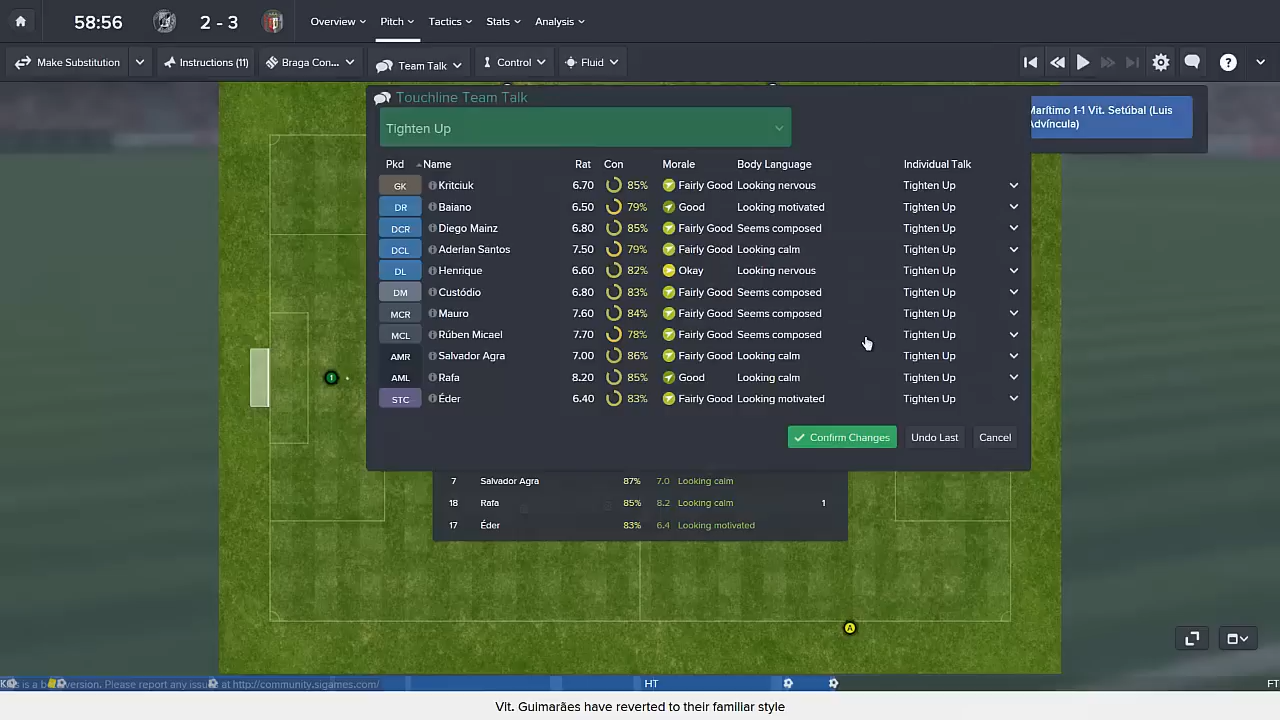 58:56 2 - 3 Overview Pitch Tactics Stats Analysis
Make Substitution Instructions (11) Braga Con... Team Talk Control Fluid ?
Touchline Team Talk
Tighten Up
Marítimo 1-1 Vit. Setúbal (Luis
Advíncula)
Pkd Name Rat Con Morale Body Language Individual Talk
GK Kritciuk 6.70 85% Fairly Good Looking nervous Tighten Up
DR Baiano 6.50 79% Good Looking motivated Tighten Up
DCR Diego Mainz 6.80 85% Fairly Good Seems composed Tighten Up
DCL Aderlan Santos 7.50 79% Fairly Good Looking calm Tighten Up
DL Henrique 6.60 82% Okay Looking nervous Tighten Up
DM Custódio 6.80 83% Fairly Good Seems composed Tighten Up
MCR Mauro 7.60 84% Fairly Good Seems composed Tighten Up
MCL Rúben Micael 7.70 78% Fairly Good Seems composed Tighten Up
AMR Salvador Agra 7.00 86% Fairly Good Looking calm Tighten Up
AML Rafa 8.20 85% Good Looking calm Tighten Up
STC Éder 6.40 83% Fairly Good Looking motivated Tighten Up
1
Confirm Changes Undo Last Cancel
7 Salvador Agra 87% 7.0 Looking calm
18 Rafa 85% 8.2 Looking calm 1
17 Éder 83% 6.4 Looking motivated
A
version. Please report any issues at http://community.sigames.com/ HT FT
Vit. Guimarães have reverted to their familiar style